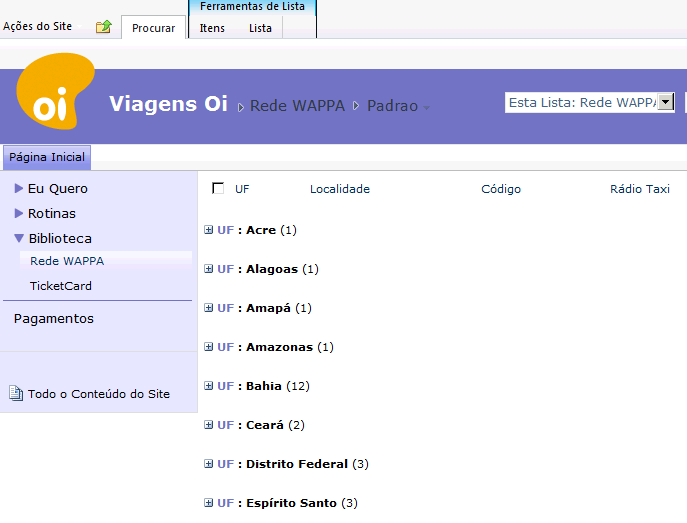 Ferramentas de Lista
Ações do Site
Procurar
Itens
Lista
oi
Viagens Oi
Rede WAPPA
Padrao
Esta Lista: Rede WAPPA
Página Inicial
Eu Quero
Rotinas
Biblioteca
Rede WAPPA
TicketCard
Pagamentos
Todo o Conteúdo do Site
UF Localidade Código Rádio Taxi
UF : Acre (1)
UF : Alagoas (1)
UF : Amapá (1)
UF : Amazonas (1)
UF : Bahia (12)
UF : Ceará (2)
UF : Distrito Federal (3)
UF : Espírito Santo (3)